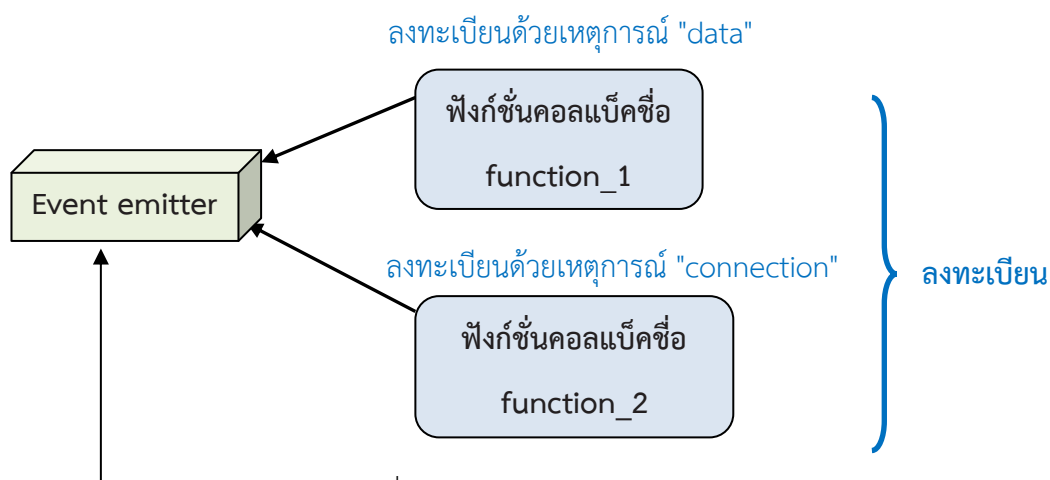 ลงทะเบียนด้วยเหตุการณ์ "data"
ฟังก์ชั่นคอลแบ็คชื่อ
function_1
Event emitter
ลงทะเบียนด้วยเหตุการณ์ "connection"
ลงทะเบียน
ฟังก์ชั่นคอลแบ็คชื่อ
function_2